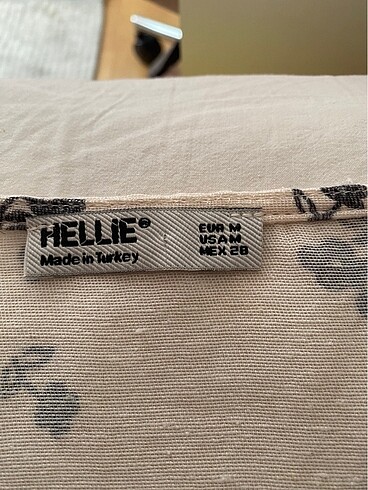 HELLIE®
Made in Turkey
EUR M
USA M
MEX 28